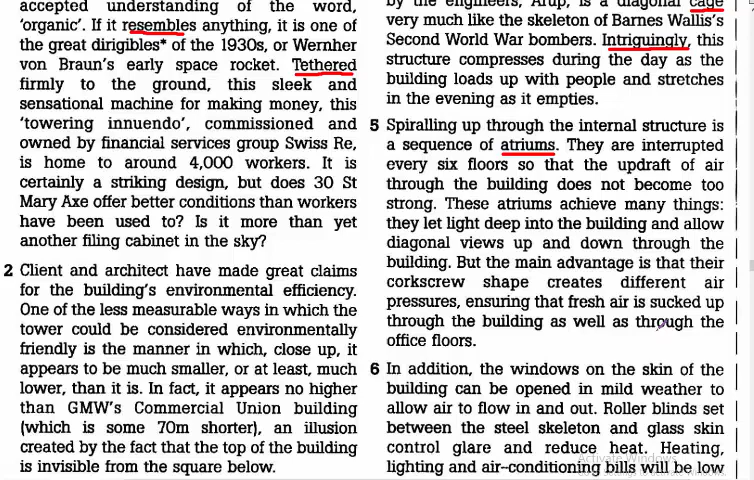 accepted understanding of the word,
'organic'. If it resembles anything, it is one of
the great dirigibles* of the 1930s, or Wernher
von Braun's early space rocket. Tethered
firmly to the ground, this sleek and
sensational machine for making money, this
'towering innuendo', commissioned and
owned by financial services group Swiss Re,
is home to around 4,000 workers. It is
certainly a striking design, but does 30 St
Mary Axe offer better conditions than workers
have been used to? Is it more than yet
another filing cabinet in the sky?
2 Client and architect have made great claims
for the building's environmental efficiency.
One of the less measurable ways in which the
tower could be considered environmentally
friendly is the manner in which, close up, it
appears to be much smaller, or at least, much
lower, than it is. In fact, it appears no higher
than GMW's Commercial Union building
(which is some 70m shorter), an illusion
created by the fact that the top of the building
is invisible from the square below.
by the engineers, Arup, is a diagonal cage
very much like the skeleton of Barnes Wallis's
Second World War bombers. Intriguingly, this
structure compresses during the day as the
building loads up with people and stretches
in the evening as it empties.
5 Spiralling up through the internal structure is
a sequence of atriums. They are interrupted
every six floors so that the updraft of air
through the building does not become too
strong. These atriums achieve many things:
they let light deep into the building and allow
diagonal views up and down through the
building. But the main advantage is that their
corkscrew shape creates different air
pressures, ensuring that fresh air is sucked up
through the building as well as through the
office floors.
6 In addition, the windows on the skin of the
building can be opened in mild weather to
allow air to flow in and out. Roller blinds set
between the steel skeleton and glass skin
control glare and reduce heat. Heating,
lighting and air-conditioning bills will be low
Activate Windows